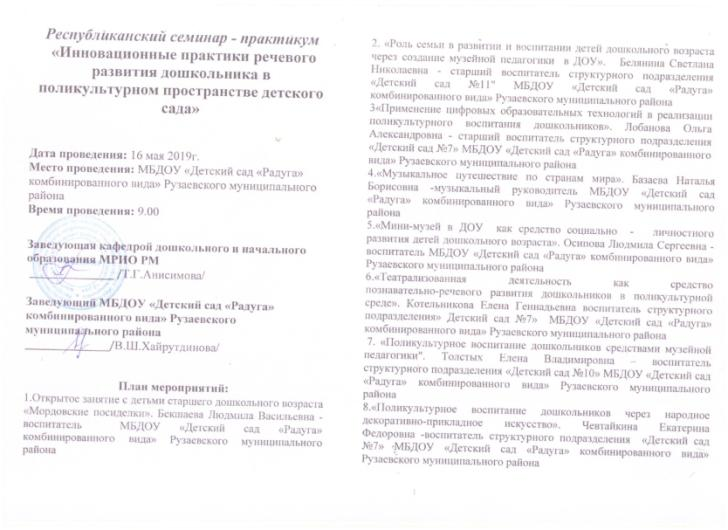 Республиканский семинар - практикум
«Инновационные практики речевого
развития дошкольника в
поликультурном пространстве детского
сада»
Дата проведения: 16 мая 2019г.
Место проведения: МБДОУ «Детский сад «Радуга»
комбинированного вида» Рузаевского муниципального
района
Время проведения: 9.00
Заведующая кафедрой дошкольного и начального
образования МРИО РМ
/Т.Г.Анисимова/
Заведующий МБДОУ «Детский сад «Радуга»
комбинированного вида» Рузаевского
муниципального района
/В.Ш.Хайрутдинова/
План мероприятий:
1.Открытое занятие с детьми старшего дошкольного возраста
«Мордовские посиделки». Бекшаева Людмила Васильевна -
воспитатель МБДОУ «Детский сад «Радуга»
комбинированного вида» Рузаевского муниципального
района
2. «Роль семьи в развитии и воспитании детей дошкольного возраста
через создание музейной педагогики в ДОУ». Белянина Светлана
Николаевна - старший воспитатель структурного подразделения
«Детский сад №11" МБДОУ «Детский сад «Радуга»
комбинированного вида» Рузаевского муниципального района
3«Применение цифровых образовательных технологий в реализации
поликультурного воспитания дошкольников». Лобанова Ольга
Александровна - старший воспитатель структурного подразделения
«Детский сад №7» МБДОУ «Детский сад «Радуга» комбинированного
вида» Рузаевского муниципального района
4.«Музыкальное путешествие по странам мира». Базаева Наталья
Борисовна -музыкальный руководитель МБДОУ «Детский сад
«Радуга» комбинированного вида» Рузаевского муниципального
района
5.«Мини-музей в ДОУ как средство социально - личностного
развития детей дошкольного возраста». Осипова Людмила Сергеевна -
воспитатель МБДОУ «Детский сад «Радуга» комбинированного вида»
Рузаевского муниципального района
6.«Театрализованная деятельность как средство
познавательно-речевого развития дошкольников в поликультурной
среде». Котельникова Елена Геннадьевна воспитатель структурного
подразделения» Детский сад №7» МБДОУ «Детский сад «Радуга»
комбинированного вида» Рузаевского муниципального района
7. «Поликультурное воспитание дошкольников средствами музейной
педагогики". Толстых Елена Владимировна – воспитатель
структурного подразделения «Детский сад №10» МБДОУ «Детский сад
«Радуга» комбинированного вида» Рузаевского муниципального
района
8.«Поликультурное воспитание дошкольников через народное
декоративно-прикладное искусство». Чевтайкина Екатерина
Федоровна -воспитатель структурного подразделения «Детский сад
№7» МБДОУ «Детский сад «Радуга» комбинированного вида»
Рузаевского муниципального района